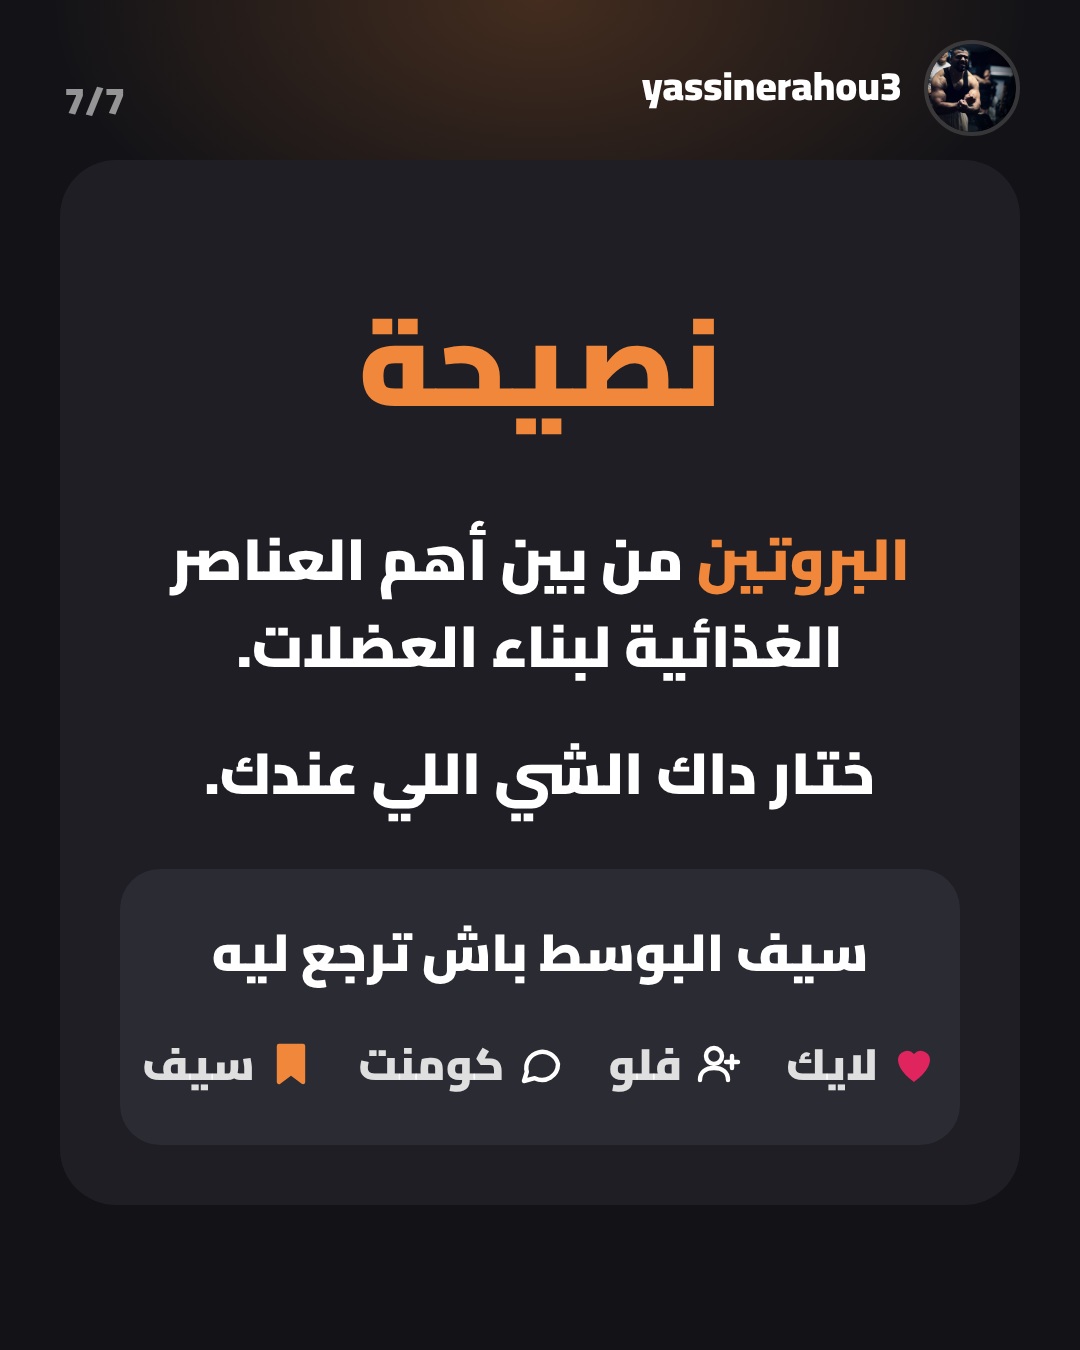 yassinerahou3
7/7
نصيحة
البروتين من بين أهم العناصر
الغذائية لبناء العضلات.
ختار داك الشي اللي عندك.
سيف البوسط باش ترجع ليه
لايك فلو كومنت سيف